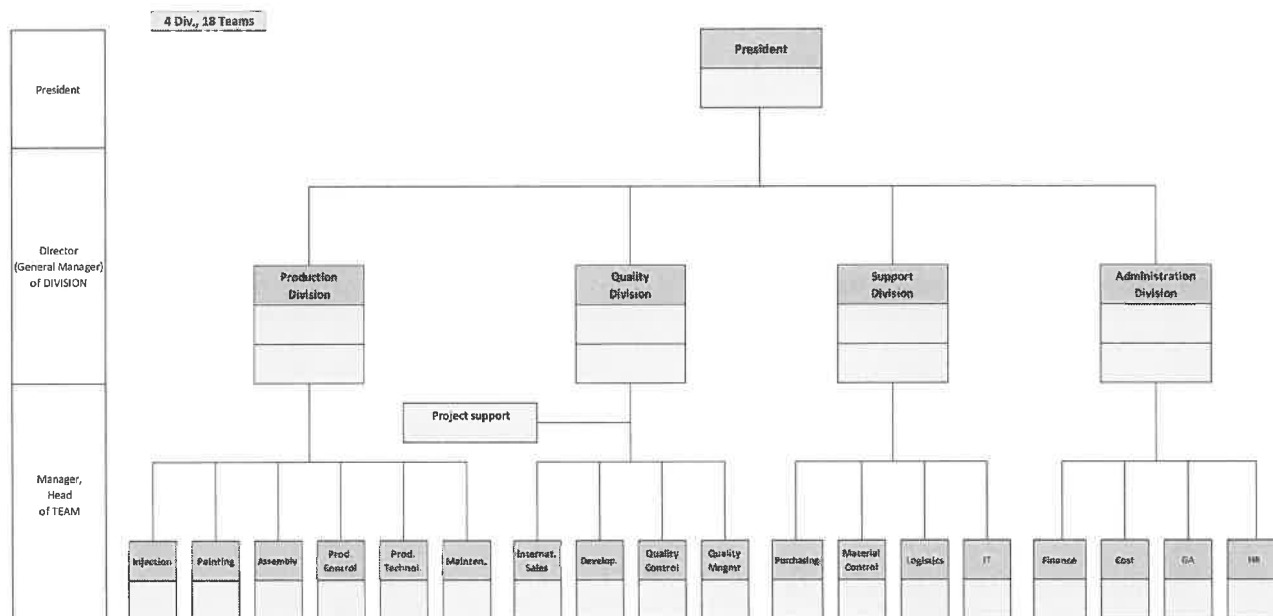 4 Div., 18 Teams
President
President
Director
(General Manager)
of DIVISION
Production
Division
Quality
Division
Support
Division
Administration
Division
Project support
Manager,
Head
of TEAM
Injection
Painting
Assembly
Prod.
Control
Prod.
Technol.
Mainten.
Internat.
Sales
Develop.
Quality
Control
Quality
Mngmt
Purchasing
Material
Control
Logistics
IT
Finance
Cost
GA
HR